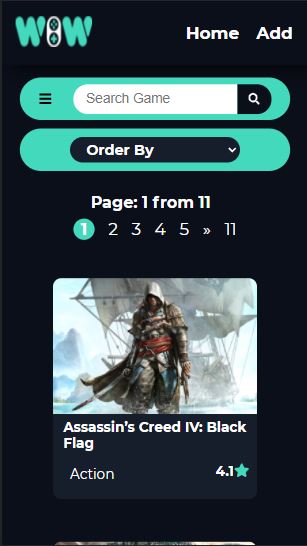 WOW
Home Add
Search Game
Order By
Page: 1 from 11
1 2 3 4 5 » 11
Assassin’s Creed IV: Black
Flag
Action 4.1